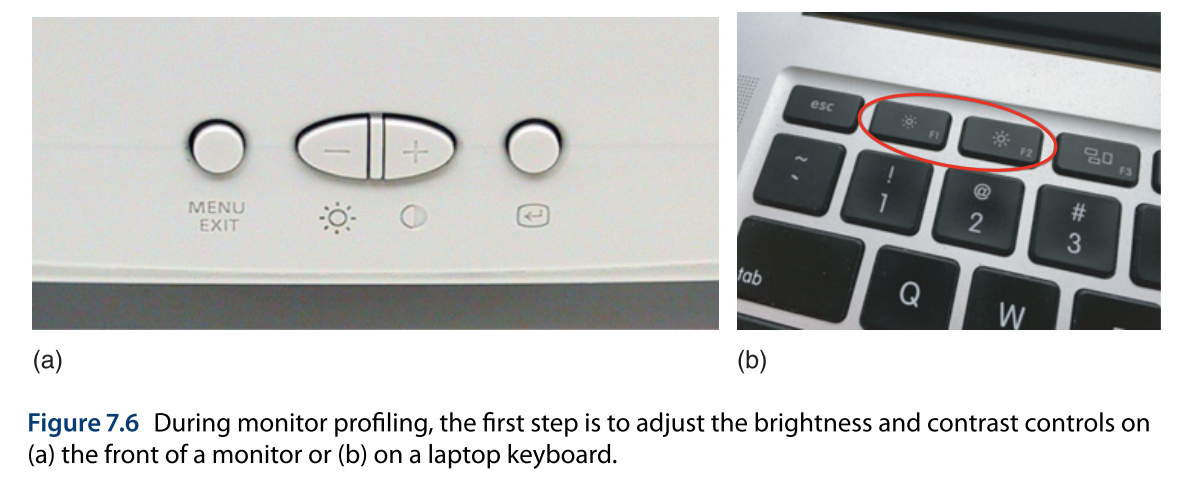 MENU
EXIT
− +
esc
F1
F2
F3
~
`
!
1
@
2
#
3
tab
Q
W
(a)
(b)
Figure 7.6 During monitor profiling, the first step is to adjust the brightness and contrast controls on
(a) the front of a monitor or (b) on a laptop keyboard.